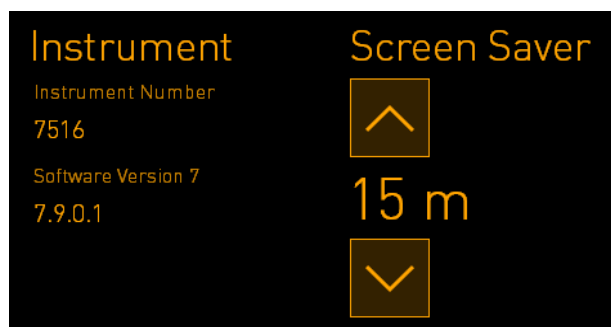 Instrument
Instrument Number
7516
Software Version 7
7.9.0.1
Screen Saver
15 m